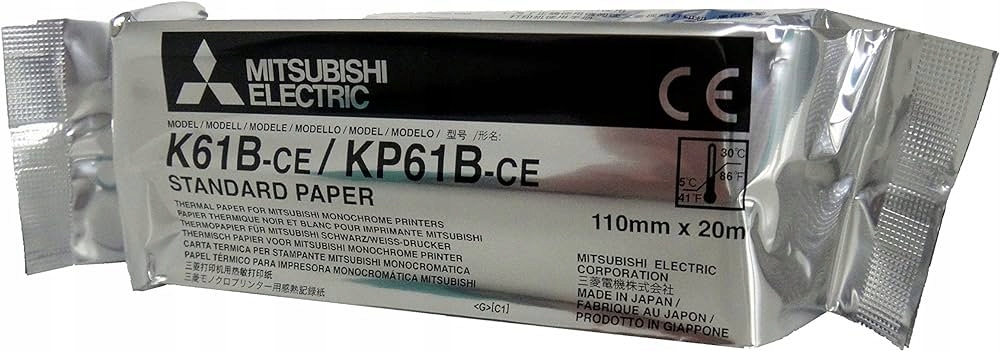 MITSUBISHI
ELECTRIC
CE
MODEL / MODELL / MODELE / MODELLO / MODEL / MODELO / 型号 /形名:
K61B-CE / KP61B-CE
STANDARD PAPER
30℃
86°F
5℃
41°F
110mm x 20m
THERMAL PAPER FOR MITSUBISHI MONOCHROME PRINTERS
PAPIER THERMIQUE NOIR ET BLANC POUR IMPRIMANTE MITSUBISHI
THERMOPAPIER FÜR MITSUBISHI SCHWARZ/WEISS-DRUCKER
THERMISCH PAPIER VOOR MITSUBISHI MONOCHROME PRINTER
CARTA TERMICA PER STAMPANTE MITSUBISHI MONOCROMATICA
PAPEL TÉRMICO PARA IMPRESORA MONOCROMÁTICA MITSUBISHI
三菱打印机用热敏打印纸
三菱モノクロプリンター用感熱記録紙
<G>[C1]
MITSUBISHI ELECTRIC
CORPORATION
三菱電機株式会社
MADE IN JAPAN /
FABRIQUE AU JAPON /
PRODOTTO IN GIAPPONE